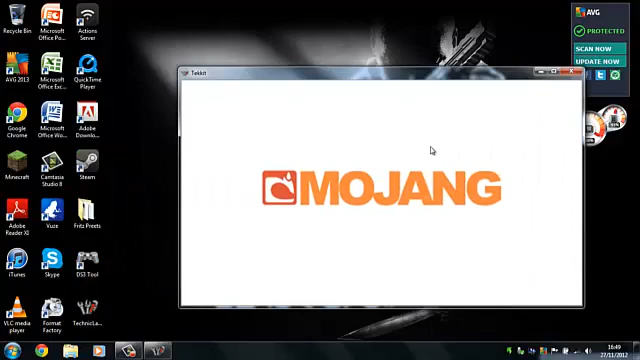 Recycle Bin
Microsoft
Office Po...
Actions
Server
AVG 2013
Microsoft
Office Exc...
QuickTime
Player
Google
Chrome
Microsoft
Office Wo...
Adobe
Downlo...
Minecraft
Camtasia
Studio 8
Steam
Adobe
Reader XI
Vuze
Fritz Preets
iTunes
Skype
DS3 Tool
VLC media
player
Format
Factory
TechnicLa...
Tekkit
MOJANG
AVG
PROTECTED
SCAN NOW
UPDATE NOW
16:49
27/11/2012